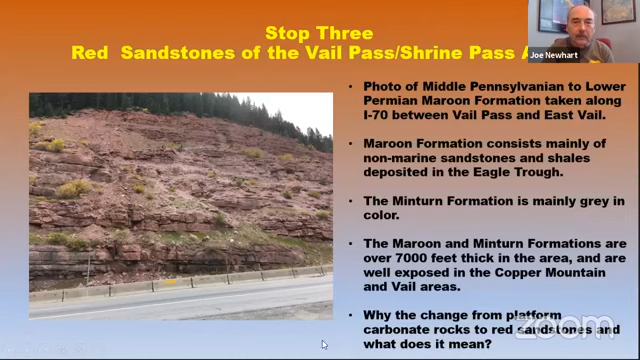 Stop Three
Red Sandstones of the Vail Pass/Shrine Pass
Joe Newhart
• Photo of Middle Pennsylvanian to Lower
Permian Maroon Formation taken along
I-70 between Vail Pass and East Vail.
• Maroon Formation consists mainly of
non-marine sandstones and shales
deposited in the Eagle Trough.
• The Minturn Formation is mainly grey in
color.
• The Maroon and Minturn Formations are
over 7000 feet thick in the area, and are
well exposed in the Copper Mountain
and Vail areas.
• Why the change from platform
carbonate rocks to red sandstones and
what does it mean?
zoom